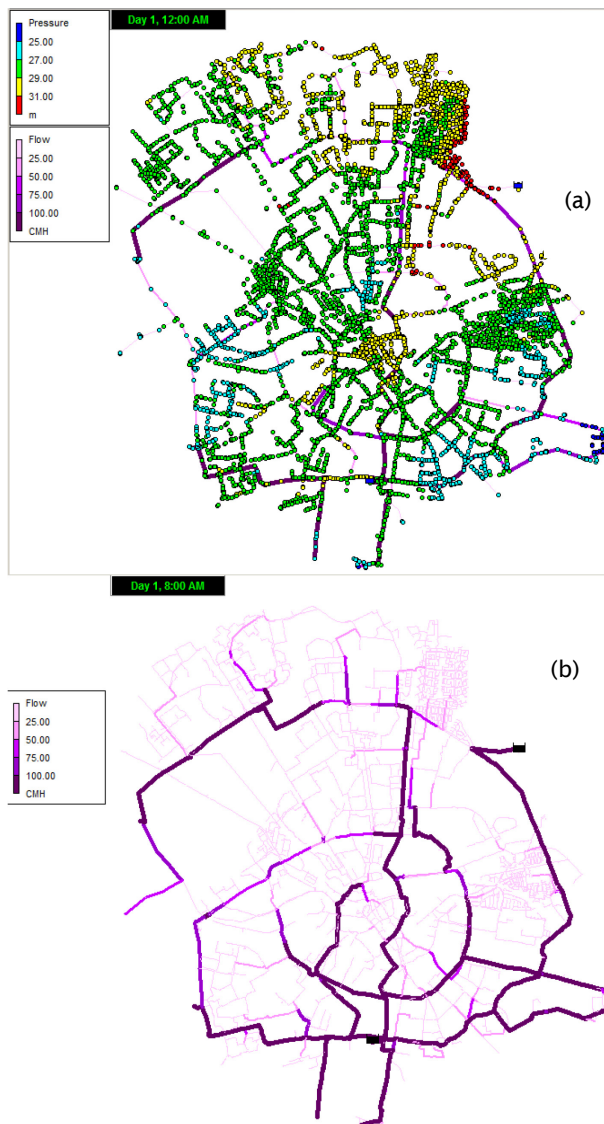 Day 1, 12:00 AM
Pressure
25.00
27.00
29.00
31.00
m
Flow
25.00
50.00
75.00
100.00
CMH
(a)
Day 1, 8:00 AM
(b)
Flow
25.00
50.00
75.00
100.00
CMH